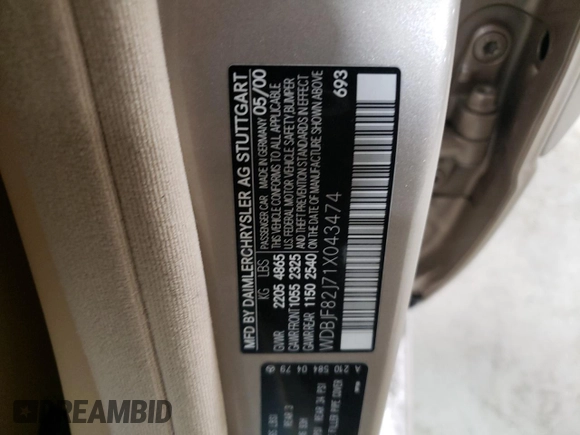 MFD BY DAIMLERCHRYSLER AG STUTTGART
PASSENGER CAR MADE IN GERMANY 05/00
KG LBS THIS VEHICLE CONFORMS TO ALL APPLICABLE
GVWR 2205 4865 U.S. FEDERAL MOTOR VEHICLE SAFETY, BUMPER
GAWR FRONT 1055 2325 AND THEFT PREVENTION STANDARDS IN EFFECT
GAWR REAR 1150 2540 ON THE DATE OF MANUFACTURE SHOWN ABOVE
WDBJF82J71X043474 693
A 210 584 04 79
DREAMBID